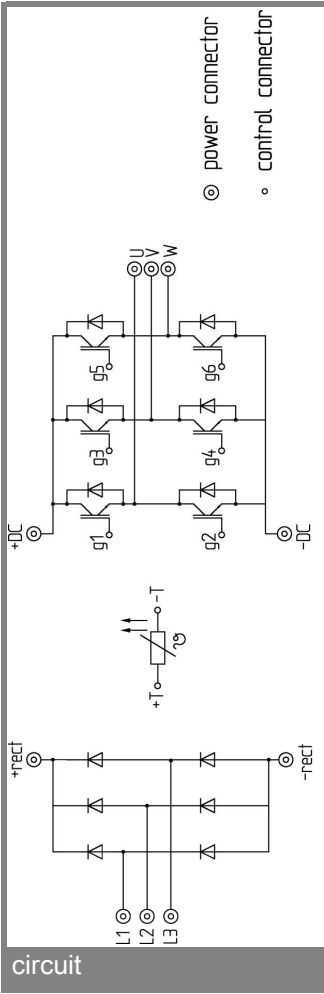 power connector
control connector
U
V
W
g5
g6
g3
g4
g1
g2
+DC
-DC
-T
ϑ
+T
+rect
-rect
L1
L2
L3
circuit